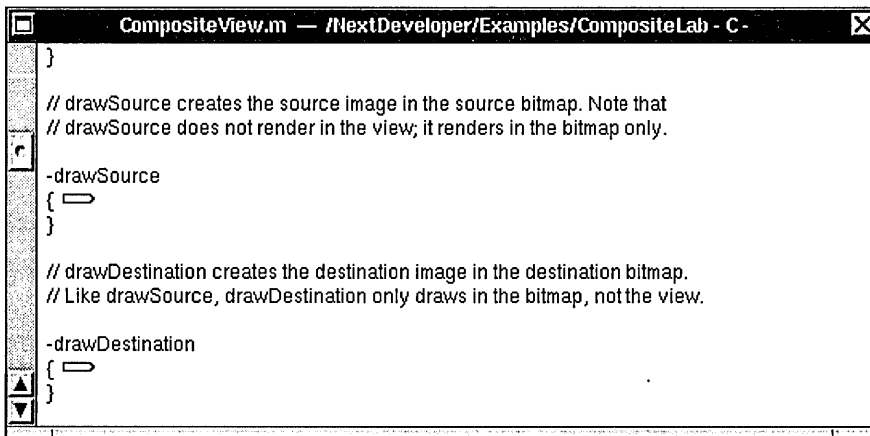 CompositeView.m — /NextDeveloper/Examples/CompositeLab - C -
}
// drawSource creates the source image in the source bitmap. Note that
// drawSource does not render in the view; it renders in the bitmap only.
-drawSource
{
}
// drawDestination creates the destination image in the destination bitmap.
// Like drawSource, drawDestination only draws in the bitmap, not the view.
-drawDestination
{
}